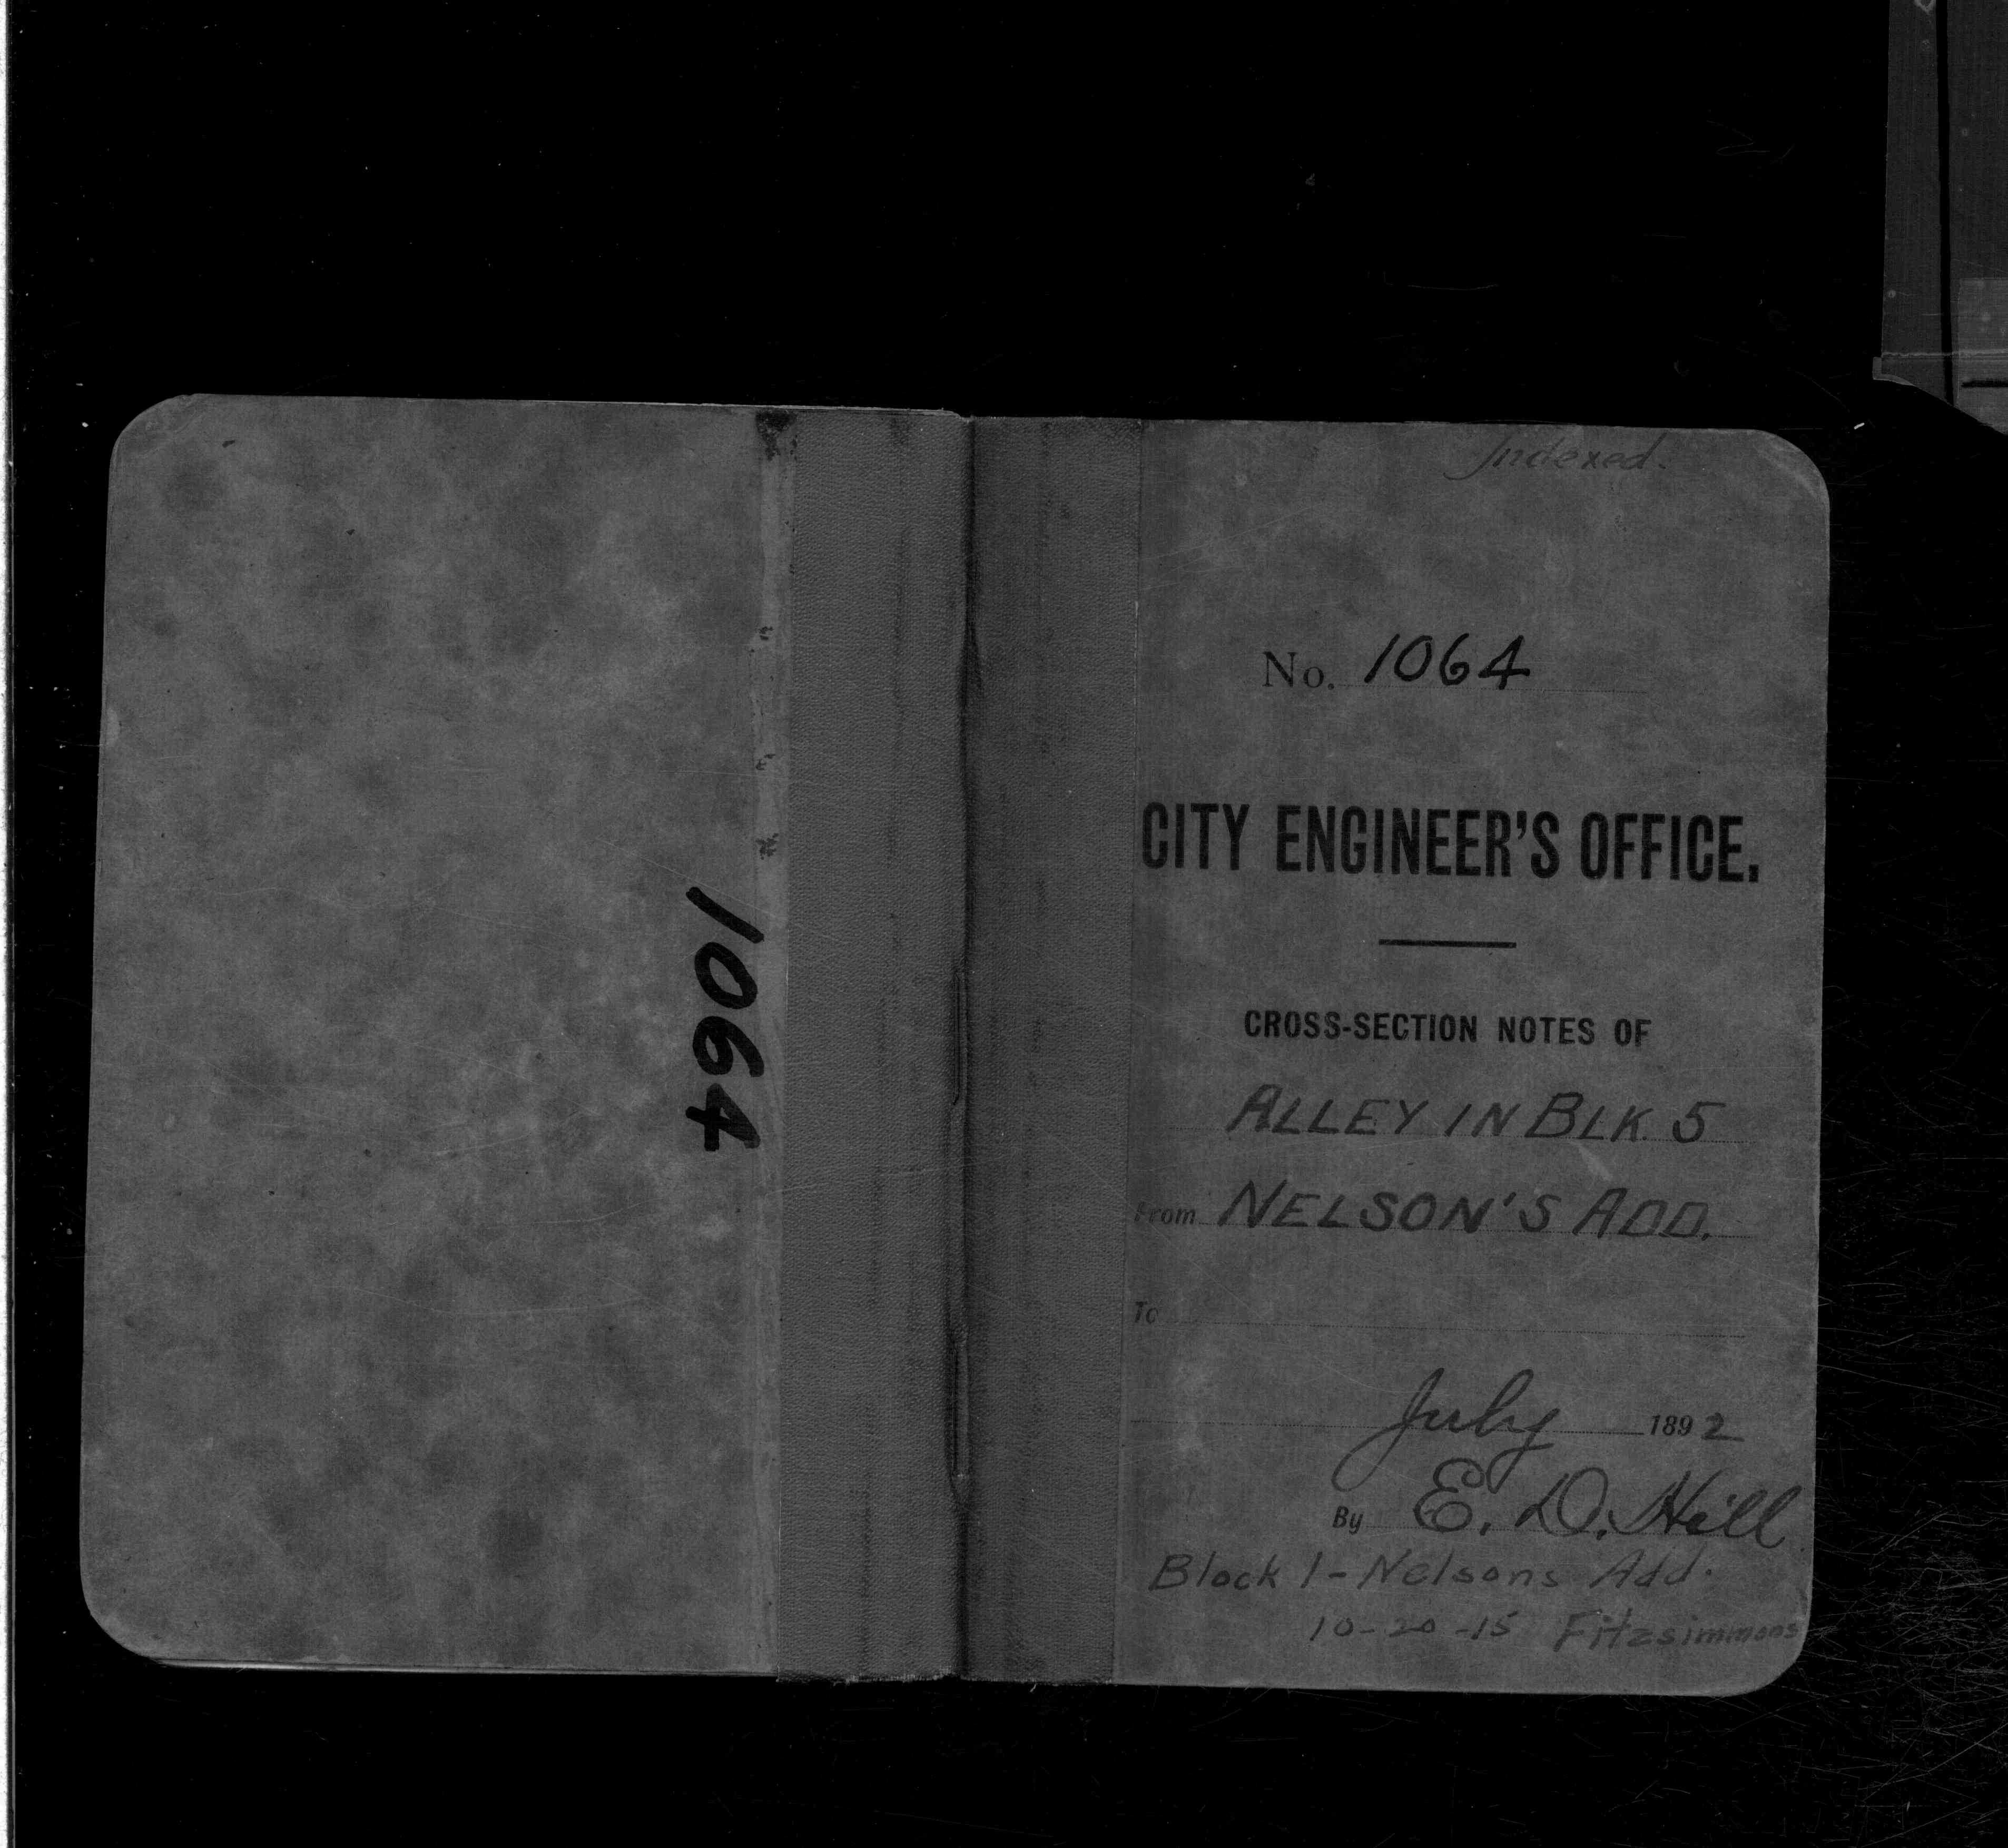 1064
Indexed.
No. 1064
CITY ENGINEER'S OFFICE.
CROSS-SECTION NOTES OF
ALLEY IN BLK. 5
From NELSON'S ADD.
To
July 1892
By E. D. Hill
Block 1 - Nelsons Add.
10-20-15 Fitzsimmons